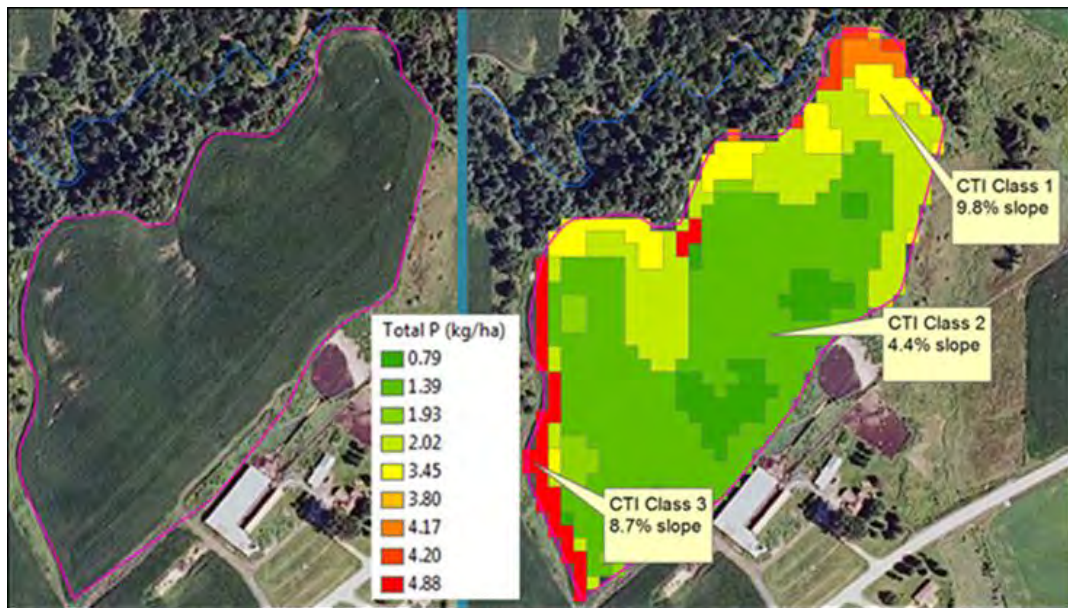 CTI Class 1
9.8% slope
CTI Class 2
4.4% slope
Total P (kg/ha)
0.79
1.39
1.93
2.02
3.45
3.80
4.17
4.20
4.88
CTI Class 3
8.7% slope